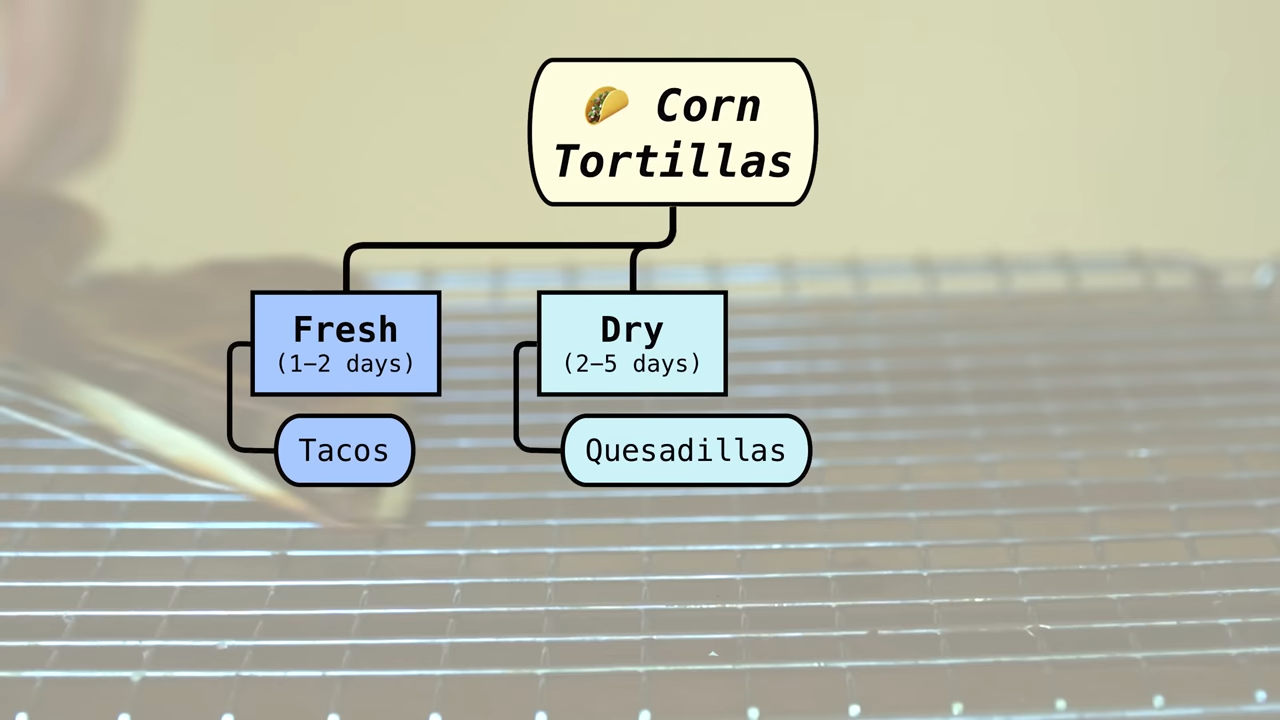 🌮 Corn
Tortillas
Fresh
(1–2 days)
Dry
(2–5 days)
Tacos
Quesadillas